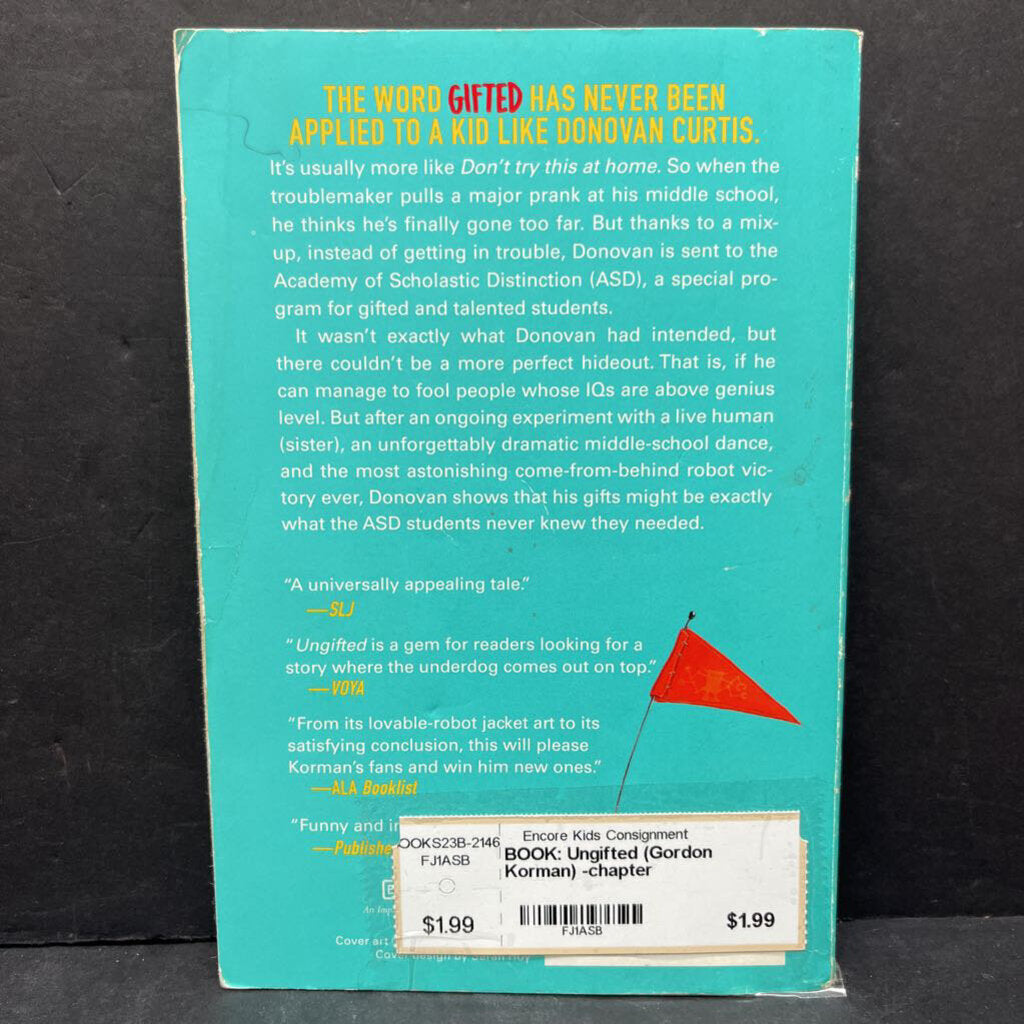 THE WORD GIFTED HAS NEVER BEEN
APPLIED TO A KID LIKE DONOVAN CURTIS.
It's usually more like Don't try this at home. So when the
troublemaker pulls a major prank at his middle school,
he thinks he's finally gone too far. But thanks to a mix-
up, instead of getting in trouble, Donovan is sent to the
Academy of Scholastic Distinction (ASD), a special pro-
gram for gifted and talented students.
It wasn't exactly what Donovan had intended, but
there couldn't be a more perfect hideout. That is, if he
can manage to fool people whose IQs are above genius
level. But after an ongoing experiment with a live human
(sister), an unforgettably dramatic middle-school dance,
and the most astonishing come-from-behind robot vic-
tory ever, Donovan shows that his gifts might be exactly
what the ASD students never knew they needed.
"A universally appealing tale."
—SLJ
"Ungifted is a gem for readers looking for a
story where the underdog comes out on top."
—VOYA
"From its lovable-robot jacket art to its
satisfying conclusion, this will please
Korman's fans and win him new ones."
—ALA Booklist
"Funny and
—Publishe
An Imp
Cover art
Cover design by
OOKS23B-2146
FJ1ASB
$1.99
Encore Kids Consignment
BOOK: Ungifted (Gordon
Korman) -chapter
FJ1ASB
$1.99